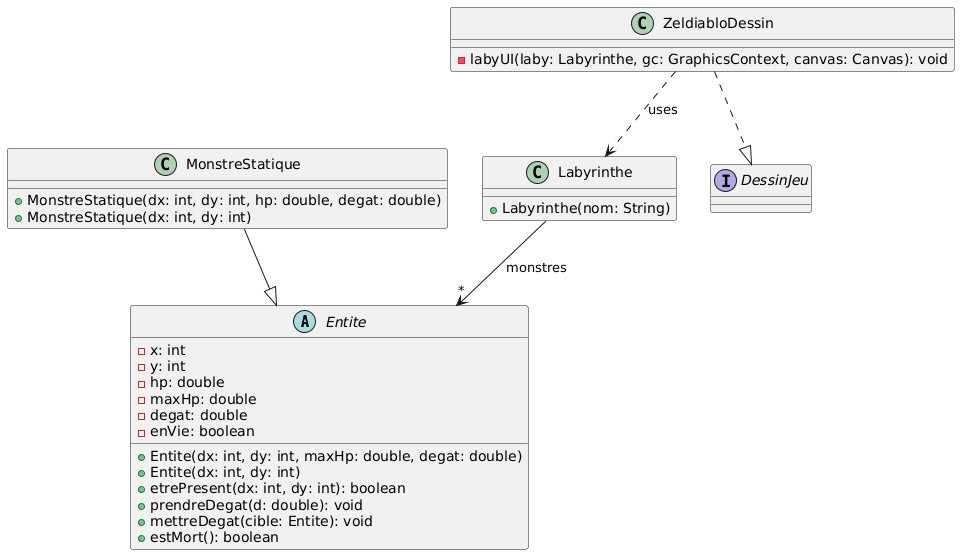 C ZeldiabloDessin
labyUI(laby: Labyrinthe, gc: GraphicsContext, canvas: Canvas): void
uses
C MonstreStatique
MonstreStatique(dx: int, dy: int, hp: double, degat: double)
MonstreStatique(dx: int, dy: int)
C Labyrinthe
Labyrinthe(nom: String)
I DessinJeu
monstres
*
A Entite
x: int
y: int
hp: double
maxHp: double
degat: double
enVie: boolean
Entite(dx: int, dy: int, maxHp: double, degat: double)
Entite(dx: int, dy: int)
etrePresent(dx: int, dy: int): boolean
prendreDegat(d: double): void
mettreDegat(cible: Entite): void
estMort(): boolean